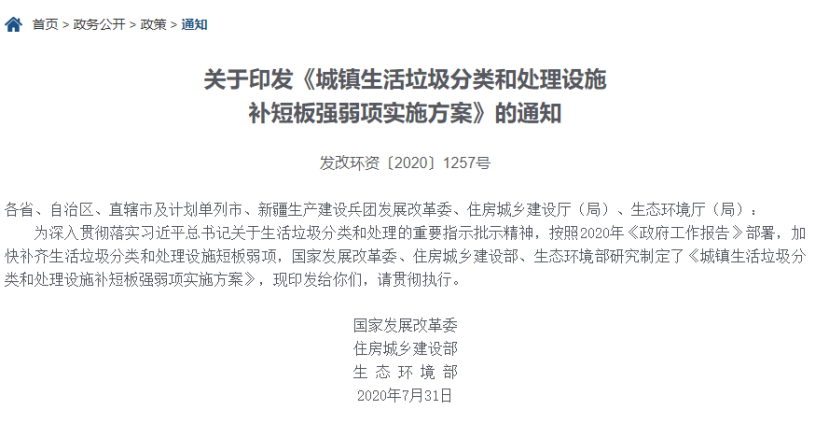 首页 > 政务公开 > 政策 > 通知
关于印发《城镇生活垃圾分类和处理设施
补短板强弱项实施方案》的通知
发改环资〔2020〕1257号
各省、自治区、直辖市及计划单列市、新疆生产建设兵团发展改革委、住房城乡建设厅（局）、生态环境厅（局）：
为深入贯彻落实习近平总书记关于生活垃圾分类和处理的重要指示批示精神，按照2020年《政府工作报告》部署，加
快补齐生活垃圾分类和处理设施短板弱项，国家发展改革委、住房城乡建设部、生态环境部研究制定了《城镇生活垃圾分
类和处理设施补短板强弱项实施方案》，现印发给你们，请贯彻执行。
国家发展改革委
住房城乡建设部
生 态 环 境 部
2020年7月31日